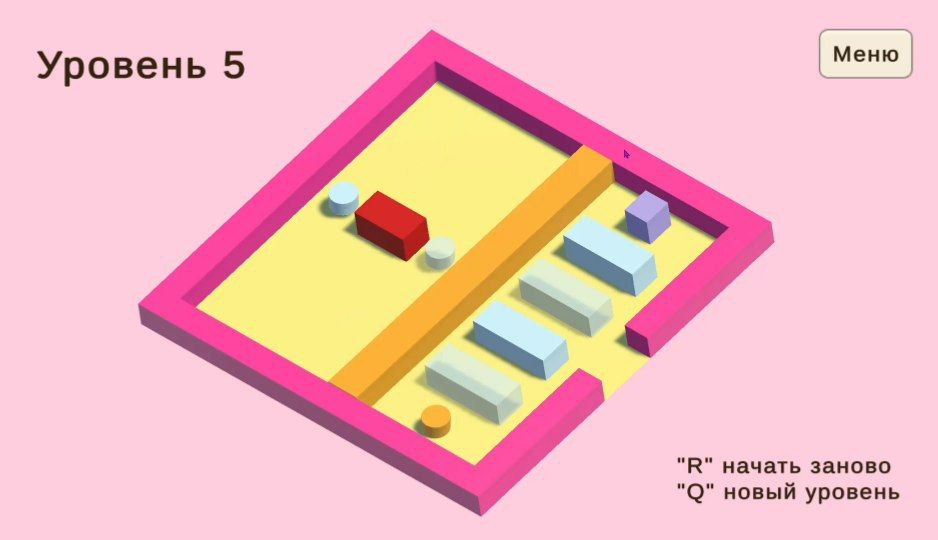 Уровень 5
Меню
"R" начать заново
"Q" новый уровень